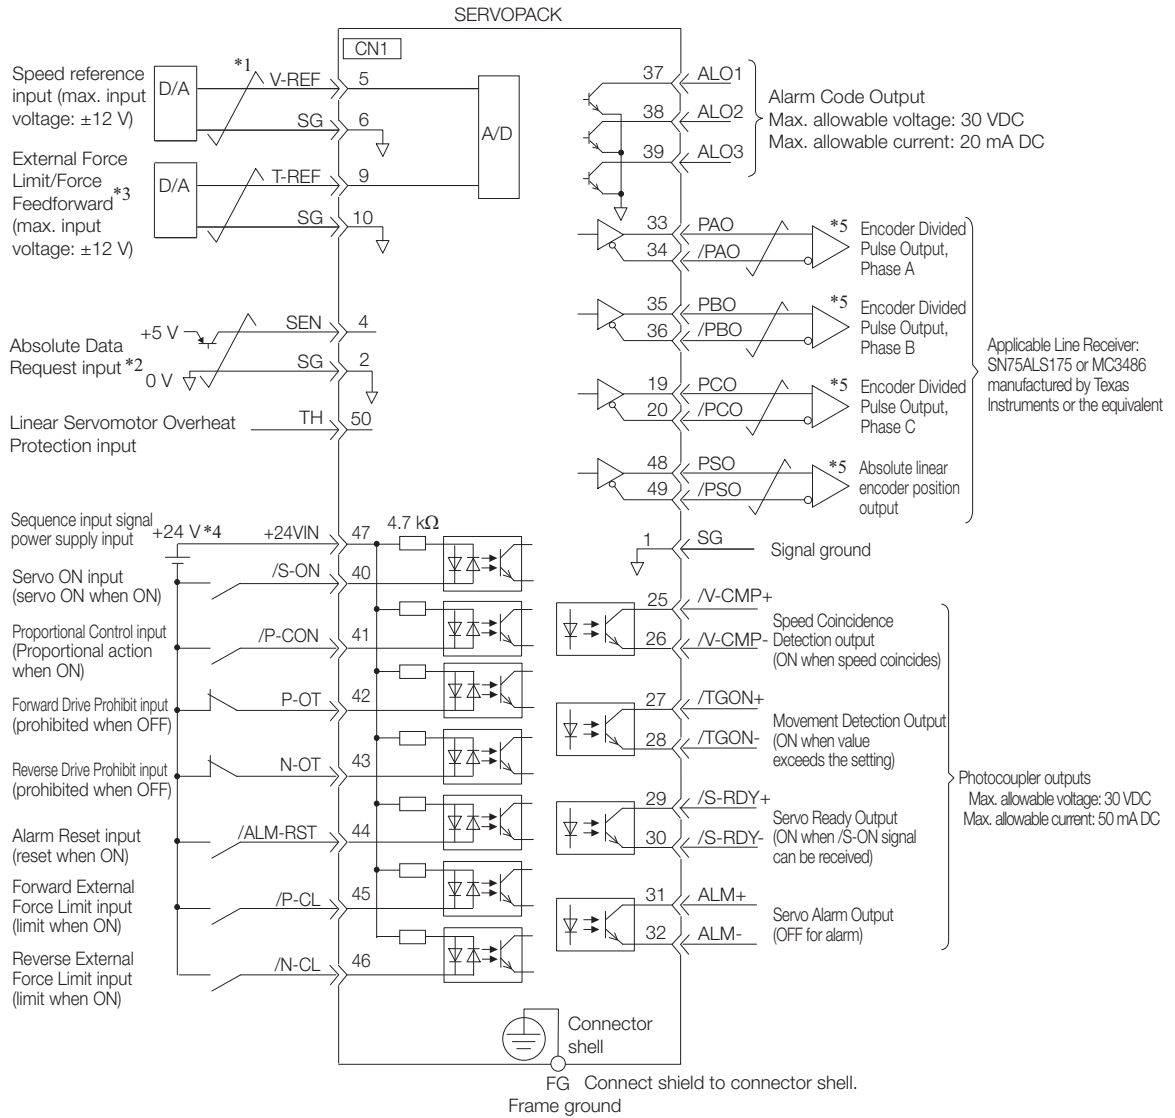 SERVOPACK
CN1
Speed reference
input (max. input
voltage: ±12 V)
D/A
*1
V-REF
5
SG
6
A/D
External Force
Limit/Force
Feedforward*3
(max. input
voltage: ±12 V)
D/A
T-REF
9
SG
10
+5 V
SEN
4
Absolute Data
Request input *2
0 V
SG
2
Linear Servomotor Overheat
Protection input
TH
50
Sequence input signal
power supply input
+24 V*4
+24VIN
47
4.7 kΩ
Servo ON input
(servo ON when ON)
/S-ON
40
Proportional Control input
(Proportional action
when ON)
/P-CON
41
Forward Drive Prohibit input
(prohibited when OFF)
P-OT
42
Reverse Drive Prohibit input
(prohibited when OFF)
N-OT
43
Alarm Reset input
(reset when ON)
/ALM-RST
44
Forward External
Force Limit input
(limit when ON)
/P-CL
45
Reverse External
Force Limit input
(limit when ON)
/N-CL
46
37
ALO1
38
ALO2
39
ALO3
Alarm Code Output
Max. allowable voltage: 30 VDC
Max. allowable current: 20 mA DC
33
PAO
34
/PAO
*5
Encoder Divided
Pulse Output,
Phase A
35
PBO
36
/PBO
*5
Encoder Divided
Pulse Output,
Phase B
19
PCO
20
/PCO
*5
Encoder Divided
Pulse Output,
Phase C
48
PSO
49
/PSO
*5
Absolute linear
encoder position
output
Applicable Line Receiver:
SN75ALS175 or MC3486
manufactured by Texas
Instruments or the equivalent
1
SG
Signal ground
25
/V-CMP+
26
/V-CMP-
Speed Coincidence
Detection output
(ON when speed coincides)
27
/TGON+
28
/TGON-
Movement Detection Output
(ON when value
exceeds the setting)
29
/S-RDY+
30
/S-RDY-
Servo Ready Output
(ON when /S-ON signal
can be received)
31
ALM+
32
ALM-
Servo Alarm Output
(OFF for alarm)
Photocoupler outputs
Max. allowable voltage: 30 VDC
Max. allowable current: 50 mA DC
Connector
shell
FG
Connect shield to connector shell.
Frame ground